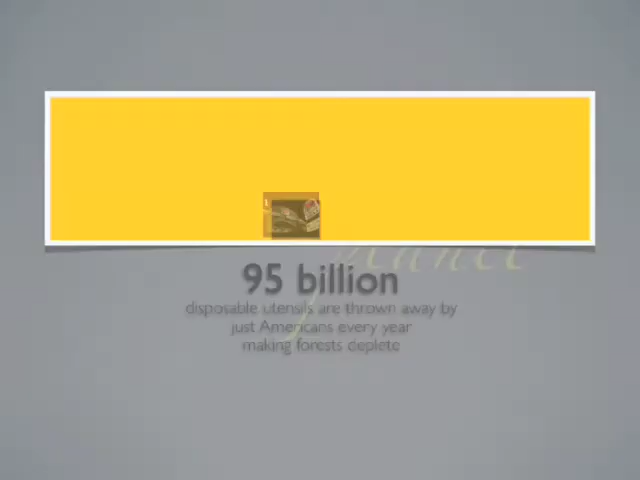 95 billion
disposable utensils are thrown away by
just Americans every year
making forests deplete